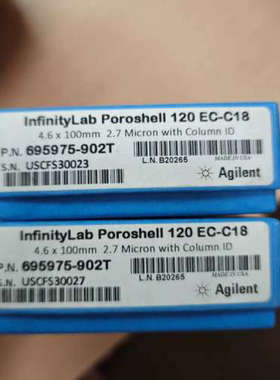 InfinityLab Poroshell 120 EC-C18
4.6 x 100mm 2.7 Micron with Column ID
P.N. 695975-902T
L.N. B20265
MADE IN USA
S.N. USCFS30023
Agilent
InfinityLab Poroshell 120 EC-C18
4.6 x 100mm 2.7 Micron with Column ID
P.N. 695975-902T
L.N. B20265
MADE IN USA
S.N. USCFS30027
Agilent